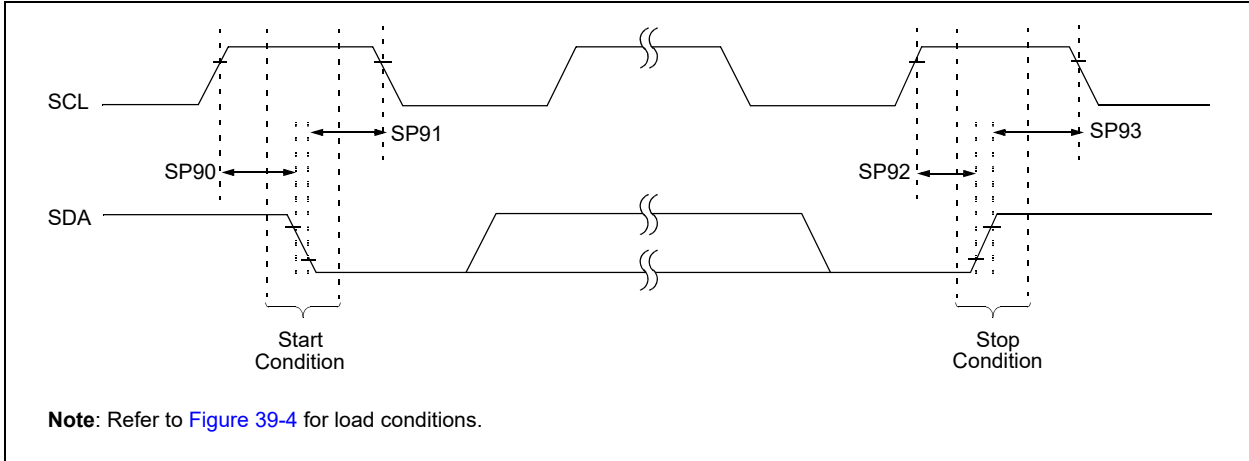 SCL
SP91
SP93
SP90
SP92
SDA
Start
Condition
Stop
Condition
Note: Refer to Figure 39-4 for load conditions.